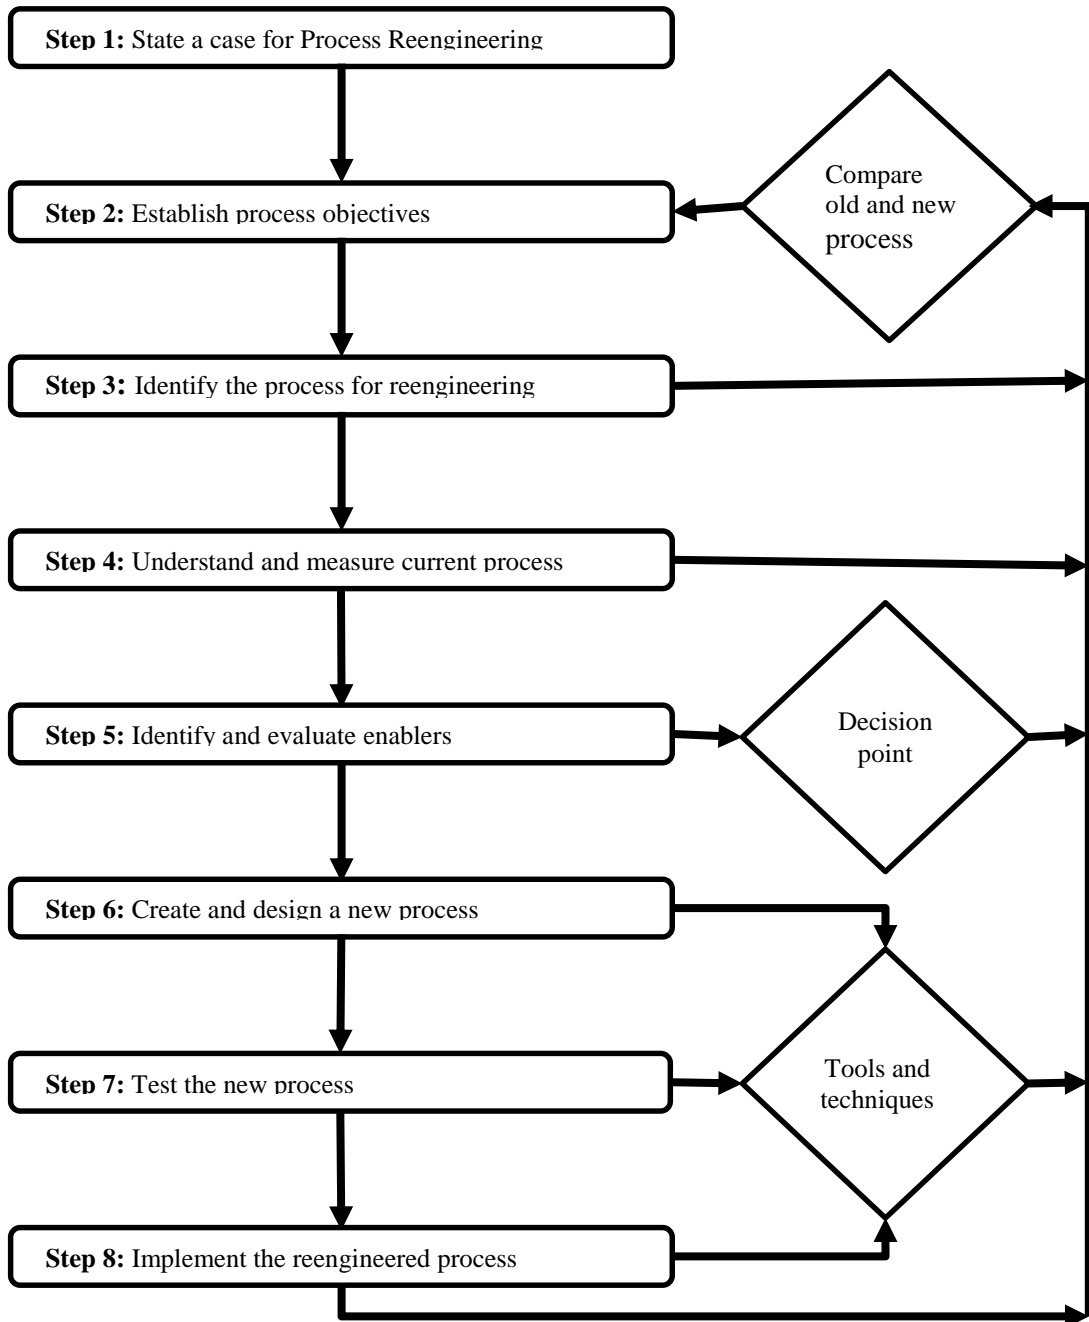 Step 1: State a case for Process Reengineering
Compare
old and new
process
Step 2: Establish process objectives
Step 3: Identify the process for reengineering
Step 4: Understand and measure current process
Step 5: Identify and evaluate enablers
Decision
point
Step 6: Create and design a new process
Step 7: Test the new process
Tools and
techniques
Step 8: Implement the reengineered process